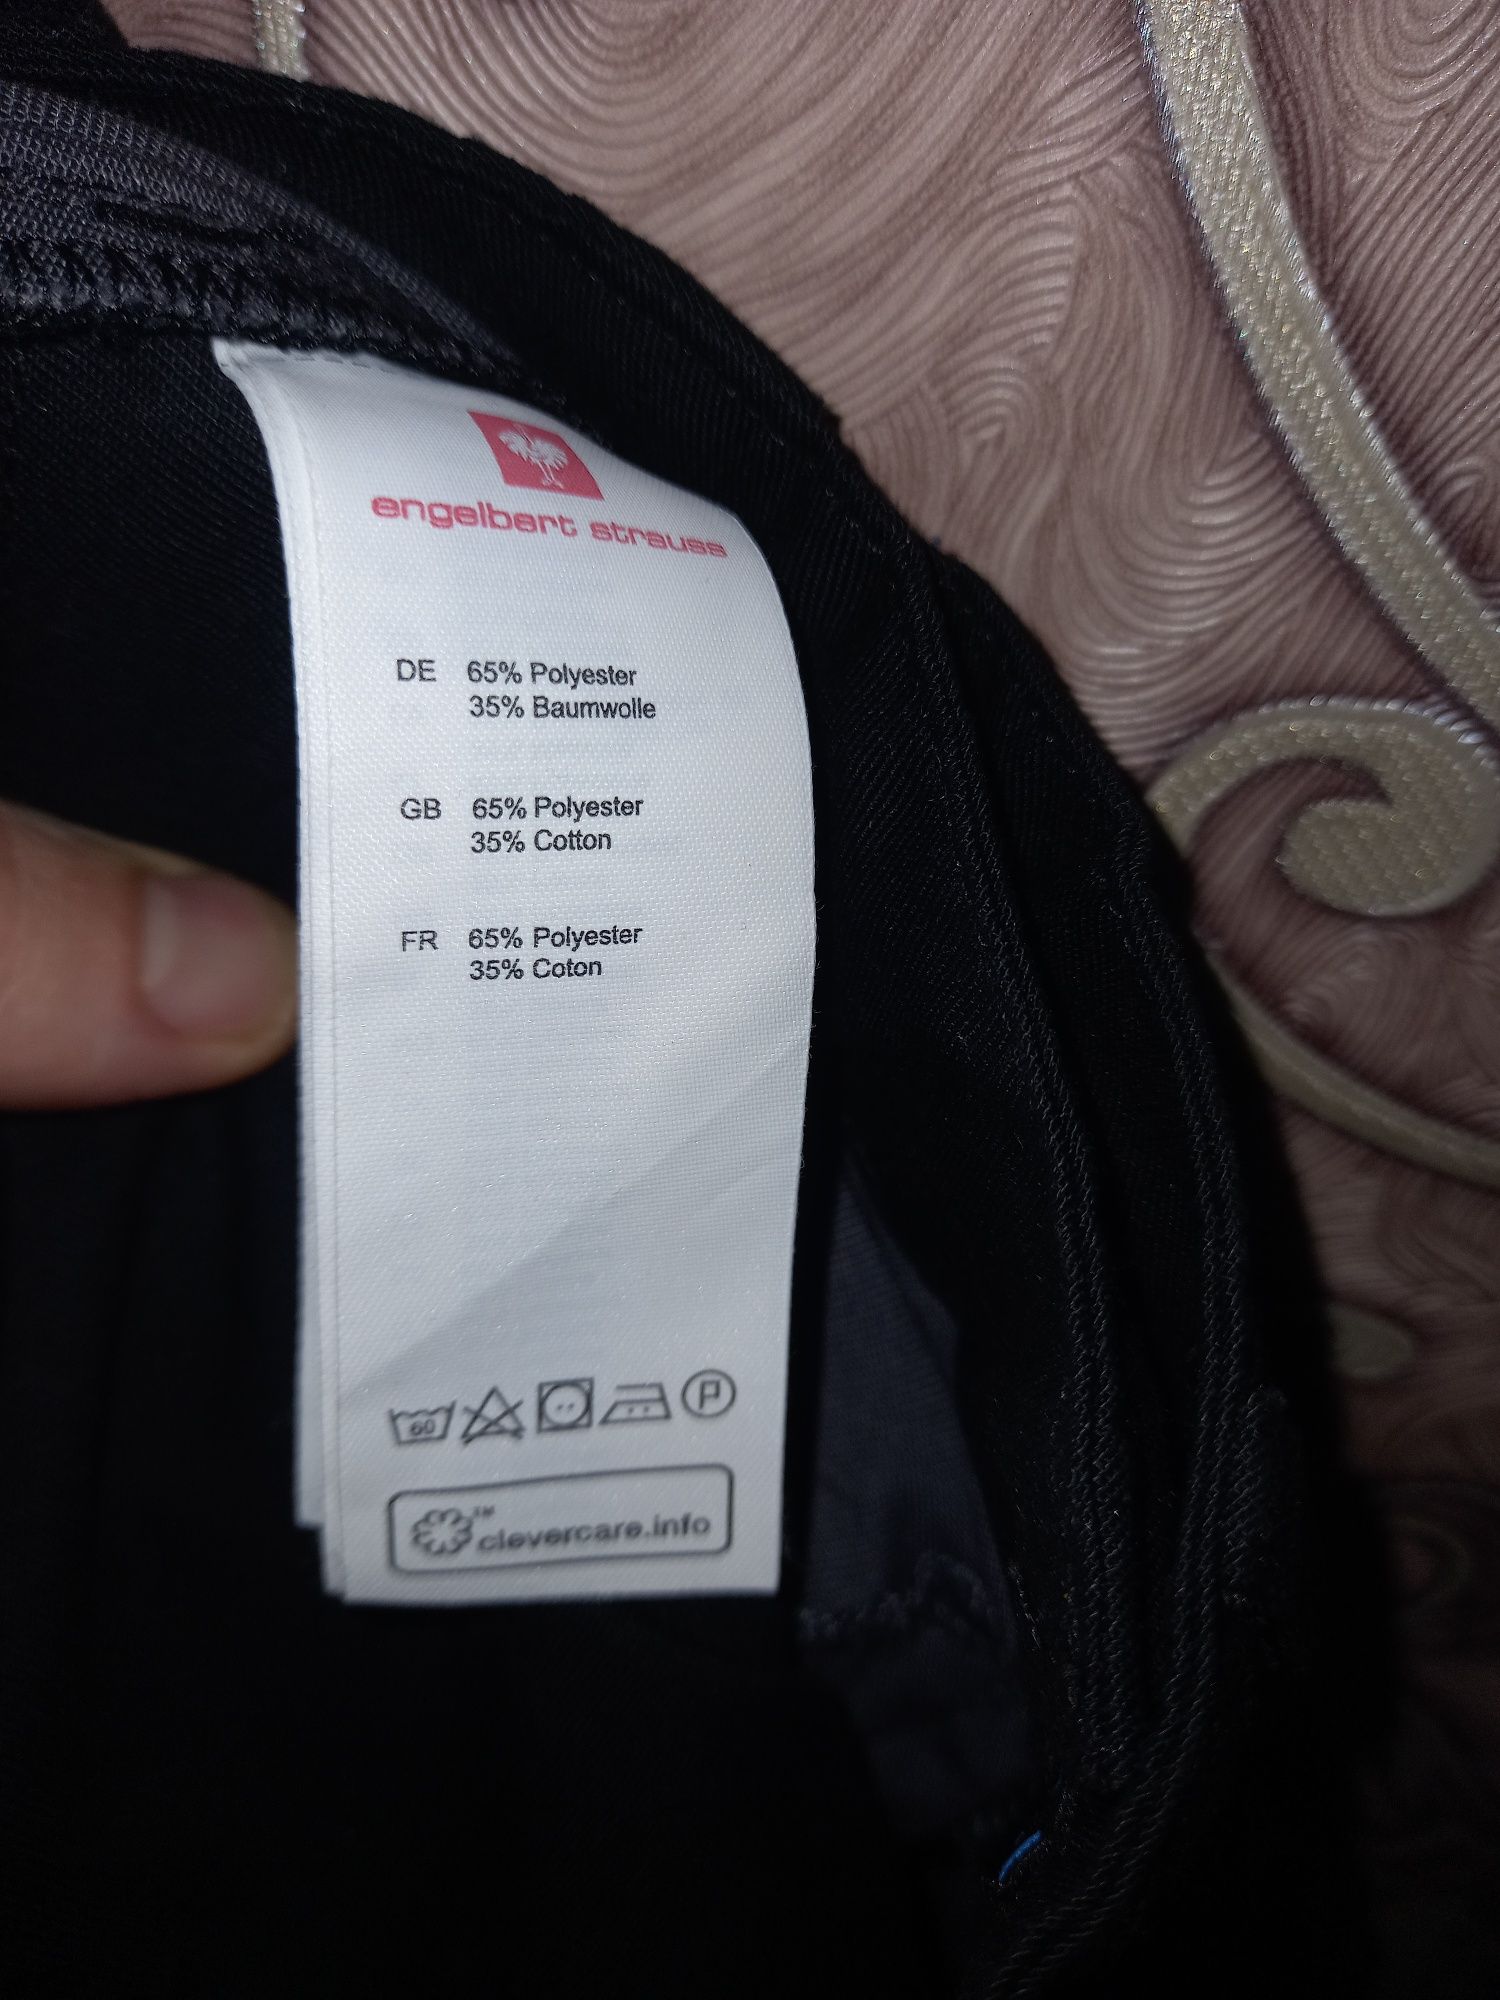 engelbert strauss
DE 65% Polyester
35% Baumwolle
GB 65% Polyester
35% Cotton
FR 65% Polyester
35% Coton
60 P
™ clevercare.info